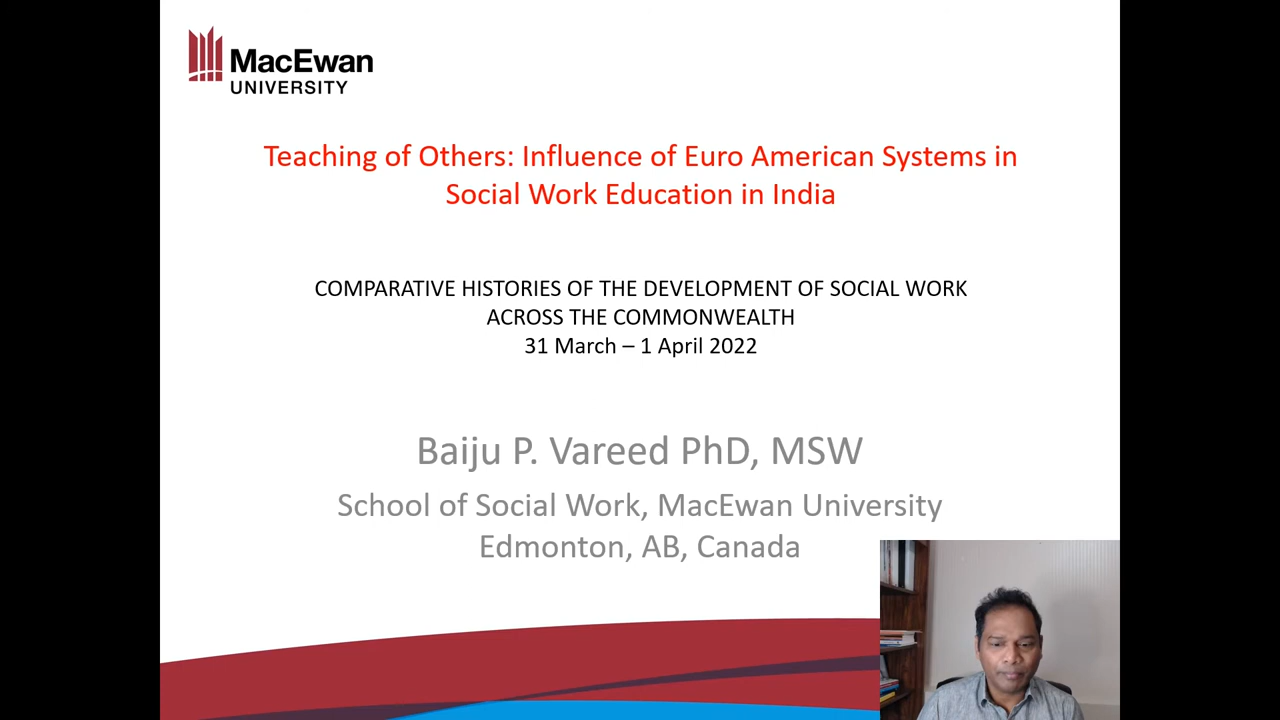 MacEwan
UNIVERSITY
Teaching of Others: Influence of Euro American Systems in
Social Work Education in India
COMPARATIVE HISTORIES OF THE DEVELOPMENT OF SOCIAL WORK
ACROSS THE COMMONWEALTH
31 March – 1 April 2022
Baiju P. Vareed PhD, MSW
School of Social Work, MacEwan University
Edmonton, AB, Canada